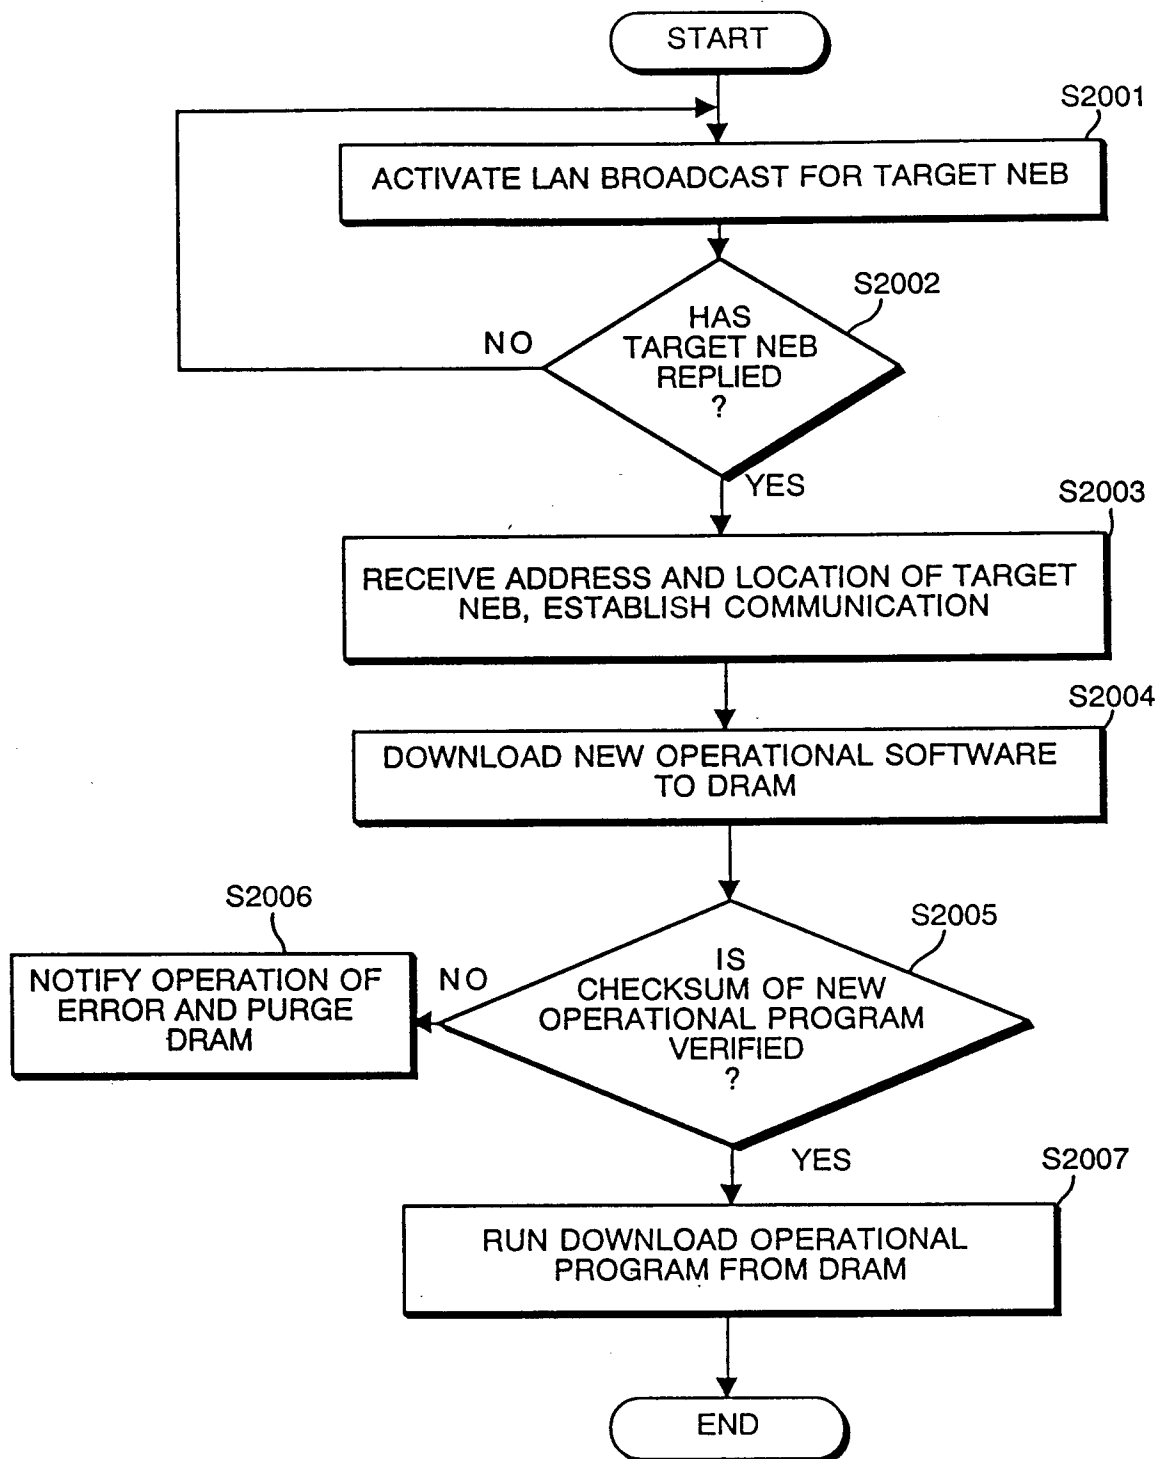 START
S2001
ACTIVATE LAN BROADCAST FOR TARGET NEB
S2002
HAS
TARGET NEB
REPLIED
?
NO
YES
S2003
RECEIVE ADDRESS AND LOCATION OF TARGET
NEB, ESTABLISH COMMUNICATION
S2004
DOWNLOAD NEW OPERATIONAL SOFTWARE
TO DRAM
S2005
IS
CHECKSUM OF NEW
OPERATIONAL PROGRAM
VERIFIED
?
NO
S2006
NOTIFY OPERATION OF
ERROR AND PURGE
DRAM
YES
S2007
RUN DOWNLOAD OPERATIONAL
PROGRAM FROM DRAM
END